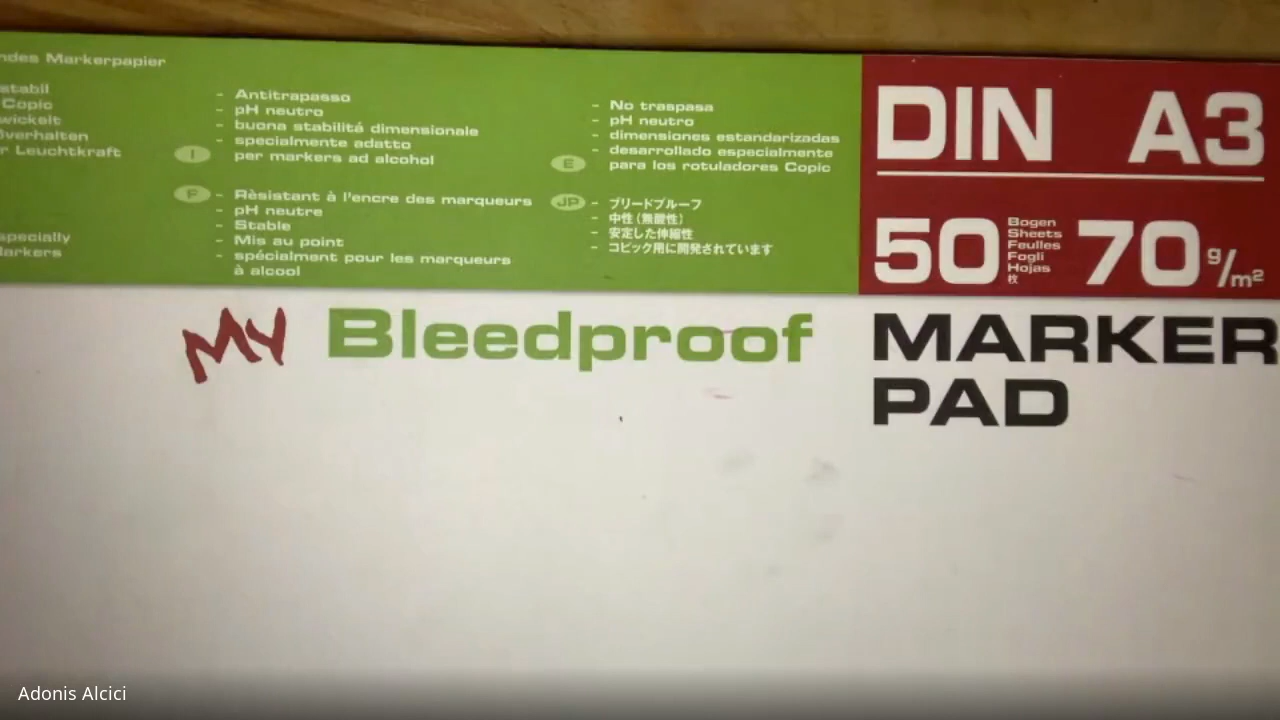 ndes Markerpapier
stabil
Copic
wickelt
ßverhalten
r Leuchtkraft
specially
arkers
I
- Antitrapasso
- pH neutro
- buona stabilitá dimensionale
- specialmente adatto
per markers ad alcohol
F
- Rèsistant à l'encre des marqueurs
- pH neutre
- Stable
- Mis au point
- spécialment pour les marqueurs
à alcool
E
- No traspasa
- pH neutro
- dimensiones estandarizadas
- desarrollado especialmente
para los rotuladores Copic
JP
- ブリードプルーフ
- 中性(無酸性)
- 安定した伸縮性
- コピック用に開発されています
DIN A3
50
Bogen
Sheets
Feulles
Fogli
Hojas
枚
70 g/m²
MY Bleedproof MARKER
PAD
Adonis Alcici